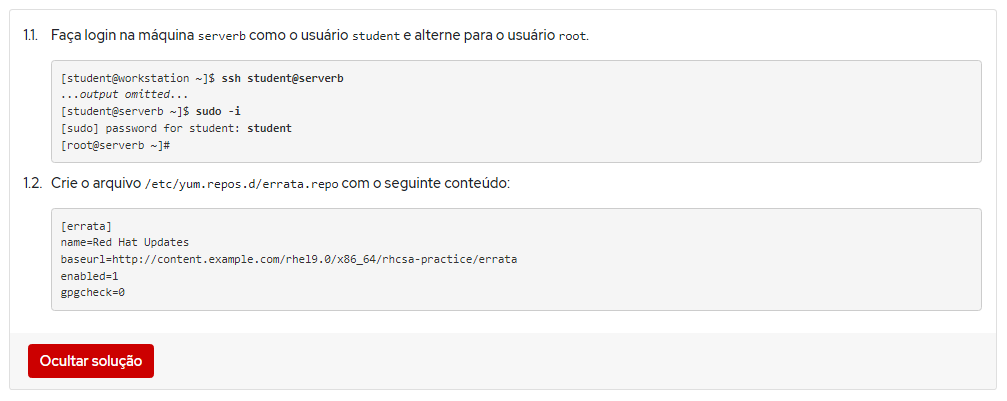 1.1. Faça login na máquina serverb como o usuário student e alterne para o usuário root.
[student@workstation ~]$ ssh student@serverb
...output omitted...
[student@serverb ~]$ sudo -i
[sudo] password for student: student
[root@serverb ~]#
1.2. Crie o arquivo /etc/yum.repos.d/errata.repo com o seguinte conteúdo:
[errata]
name=Red Hat Updates
baseurl=http://content.example.com/rhel9.0/x86_64/rhcsa-practice/errata
enabled=1
gpgcheck=0
Ocultar solução